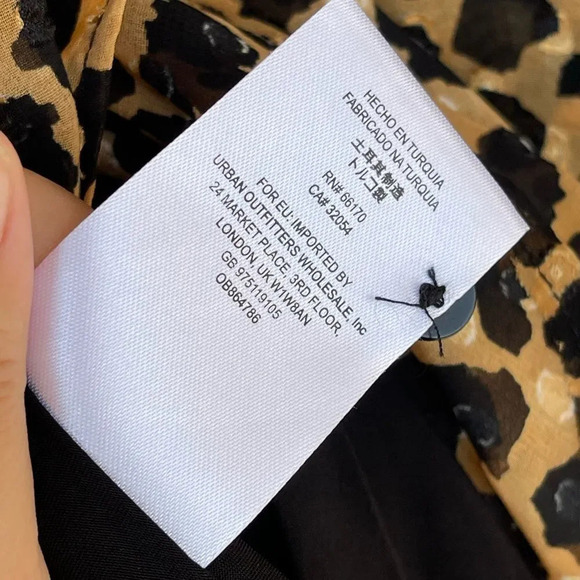 HECHO EN TURQUIA
FABRICADO NA TURQUIA
土耳其制造
トルコ製
RN# 66170
CA# 32054
FOR EU: IMPORTED BY
URBAN OUTFITTERS WHOLESALE, Inc
24 MARKET PLACE, 3RD FLOOR,
LONDON, UK W1W8AN
GB 975119105
OB864786